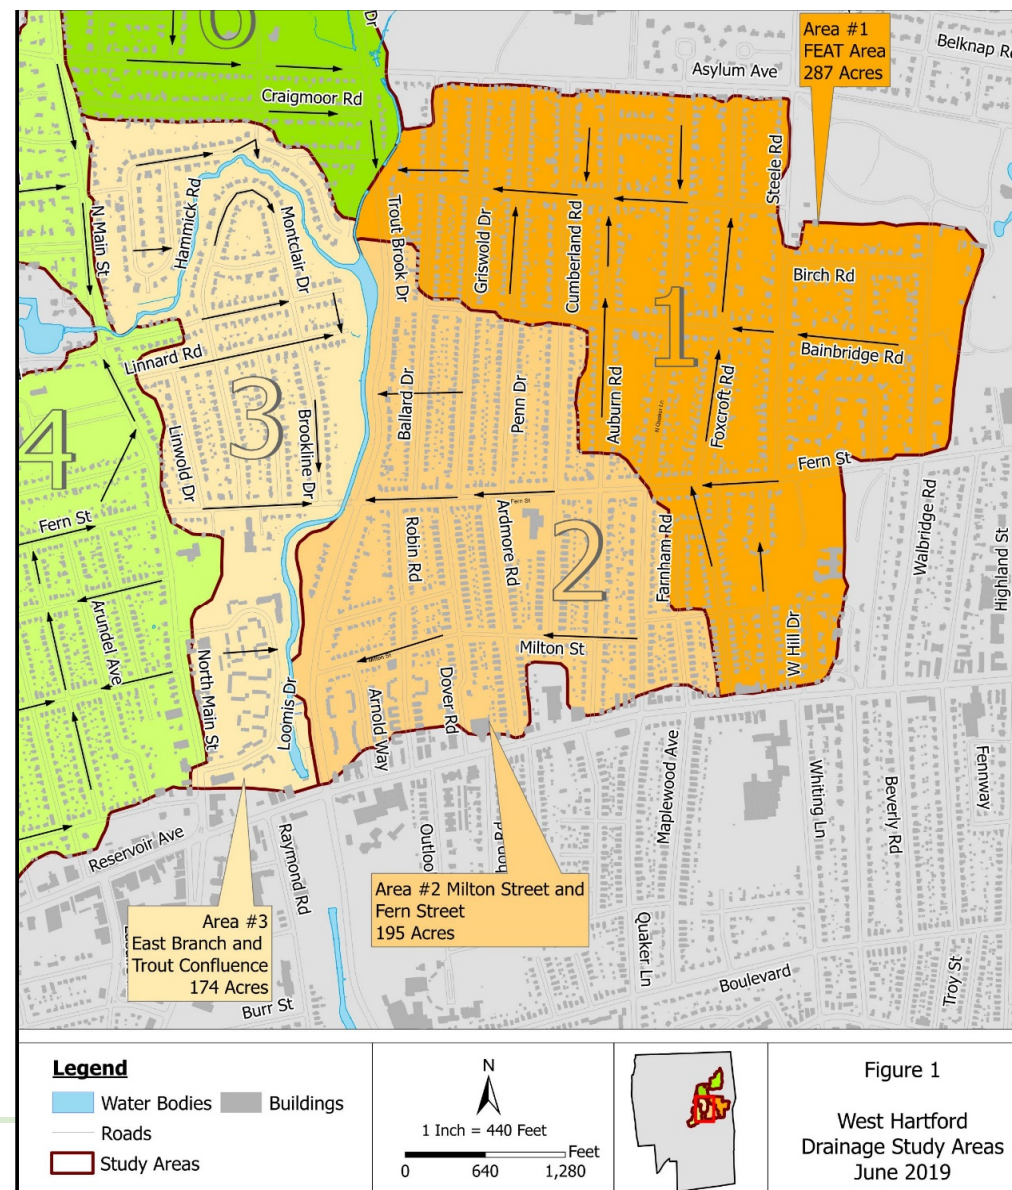 Dr
6
Craigmoor Rd
Asylum Ave
Area #1
FEAT Area
287 Acres
Belknap Rd
N Main St
Hammick Rd
Montclair Dr
Trout Brook Dr
Griswold Dr
Cumberland Rd
Steele Rd
Birch Rd
1
Bainbridge Rd
Linnard Rd
3
4
Linwold Dr
Brookline Dr
Ballard Dr
Penn Dr
Auburn Rd
N Quaker Ln
Foxcroft Rd
Fern St
Fern St
Fern St
Robin Rd
Ardmore Rd
2
Farnham Rd
Walbridge Rd
Highland St
Arundel Ave
North Main St
Loomis Dr
Milton St
Milton St
Arnold Way
Dover Rd
W Hill Dr
Reservoir Ave
Raymond Rd
Maplewood Ave
Whiting Ln
Beverly Rd
Fennway
Area #3
East Branch and
Trout Confluence
174 Acres
Area #2 Milton Street and
Fern Street
195 Acres
Quaker Ln
Boulevard
Troy St
Burr St
Legend
Water Bodies
Buildings
Roads
Study Areas
N
1 Inch = 440 Feet
Feet
0 640 1,280
Figure 1
West Hartford
Drainage Study Areas
June 2019